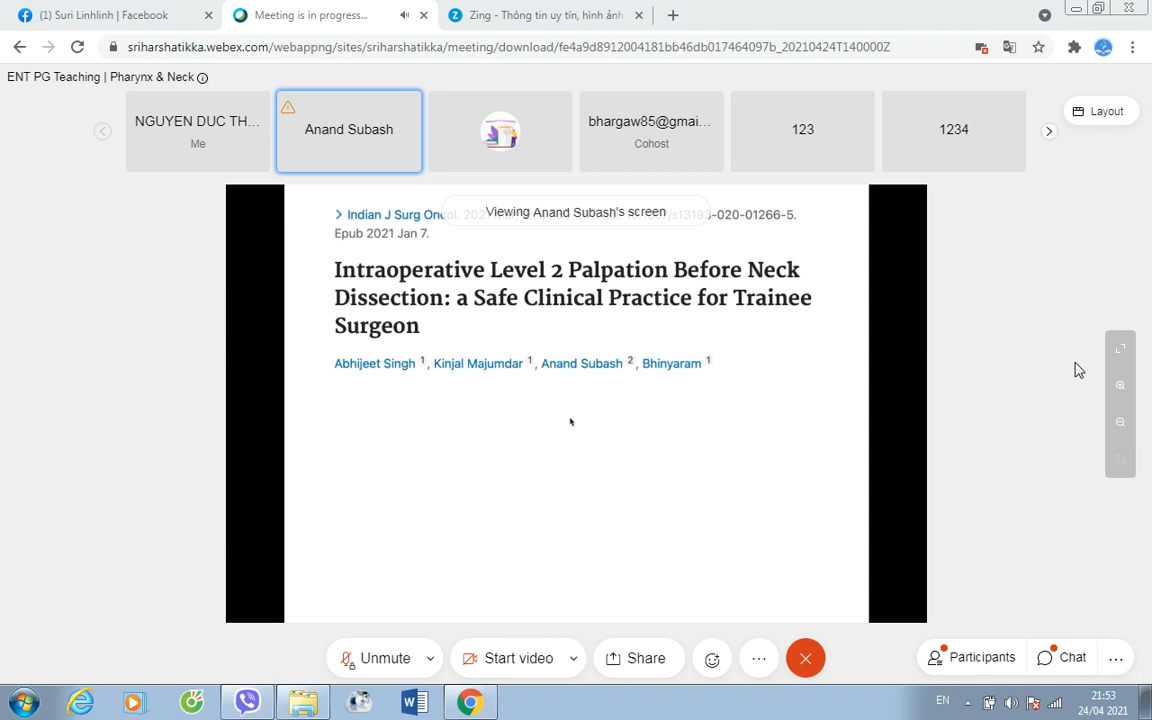 (1) Suri Linhlinh | Facebook
Meeting is in progress...
Zing - Thông tin uy tín, hình ảnh
sriharshatikka.webex.com/webappng/sites/sriharshatikka/meeting/download/fe4a9d8912004181bb46db017464097b_20210424T140000Z
ENT PG Teaching | Pharynx & Neck
NGUYEN DUC TH...
Me
Anand Subash
bhargaw85@gmai...
Cohost
123
1234
Layout
Viewing Anand Subash's screen
> Indian J Surg Oncol. -020-01266-5.
Epub 2021 Jan 7.
Intraoperative Level 2 Palpation Before Neck
Dissection: a Safe Clinical Practice for Trainee
Surgeon
Abhijeet Singh 1, Kinjal Majumdar 1, Anand Subash 2, Bhinyaram 1
Unmute
Start video
Share
Participants
Chat
EN
21:53
24/04 2021